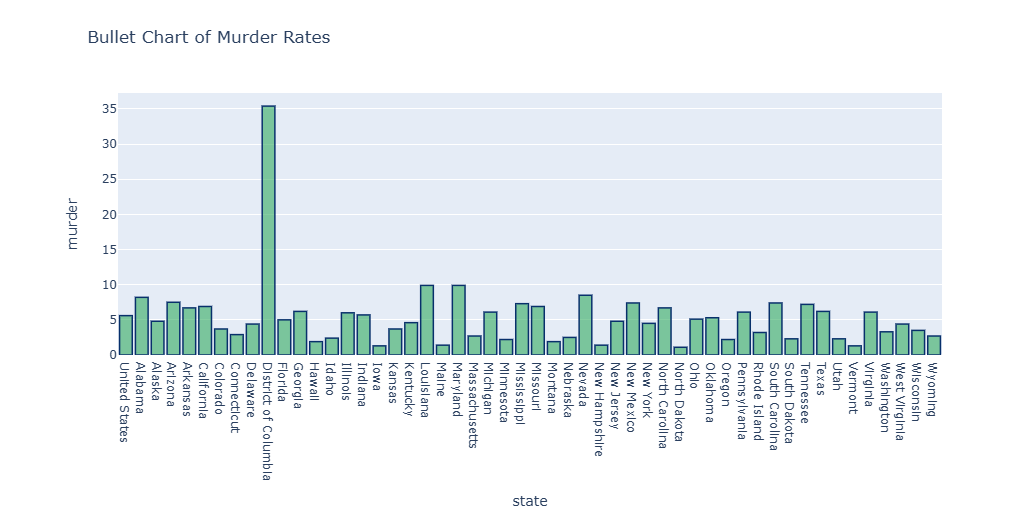 Bullet Chart of Murder Rates
murder
35
30
25
20
15
10
5
0
United States
Alabama
Alaska
Arizona
Arkansas
California
Colorado
Connecticut
Delaware
District of Columbia
Florida
Georgia
Hawaii
Idaho
Illinois
Indiana
Iowa
Kansas
Kentucky
Louisiana
Maine
Maryland
Massachusetts
Michigan
Minnesota
Mississippi
Missouri
Montana
Nebraska
Nevada
New Hampshire
New Jersey
New Mexico
New York
North Carolina
North Dakota
Ohio
Oklahoma
Oregon
Pennsylvania
Rhode Island
South Carolina
South Dakota
Tennessee
Texas
Utah
Vermont
Virginia
Washington
West Virginia
Wisconsin
Wyoming
state